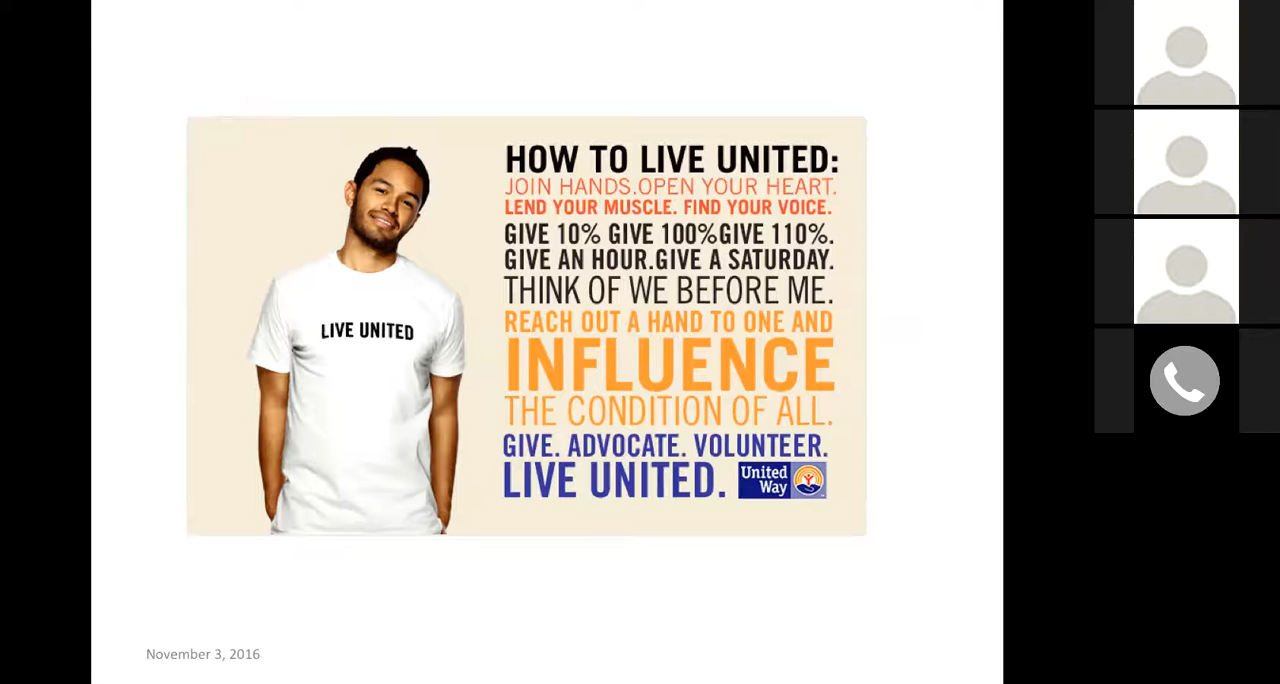 LIVE UNITED
HOW TO LIVE UNITED:
JOIN HANDS.OPEN YOUR HEART.
LEND YOUR MUSCLE. FIND YOUR VOICE.
GIVE 10% GIVE 100%GIVE 110%.
GIVE AN HOUR.GIVE A SATURDAY.
THINK OF WE BEFORE ME.
REACH OUT A HAND TO ONE AND
INFLUENCE
THE CONDITION OF ALL.
GIVE. ADVOCATE. VOLUNTEER.
LIVE UNITED.
United
Way
November 3, 2016